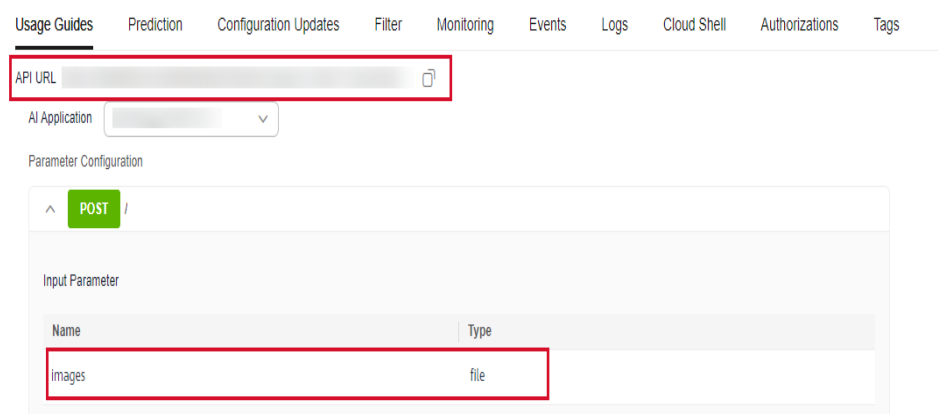 Usage Guides Prediction Configuration Updates Filter Monitoring Events Logs Cloud Shell Authorizations Tags
API URL
AI Application
Parameter Configuration
POST /
Input Parameter
Name Type
images file